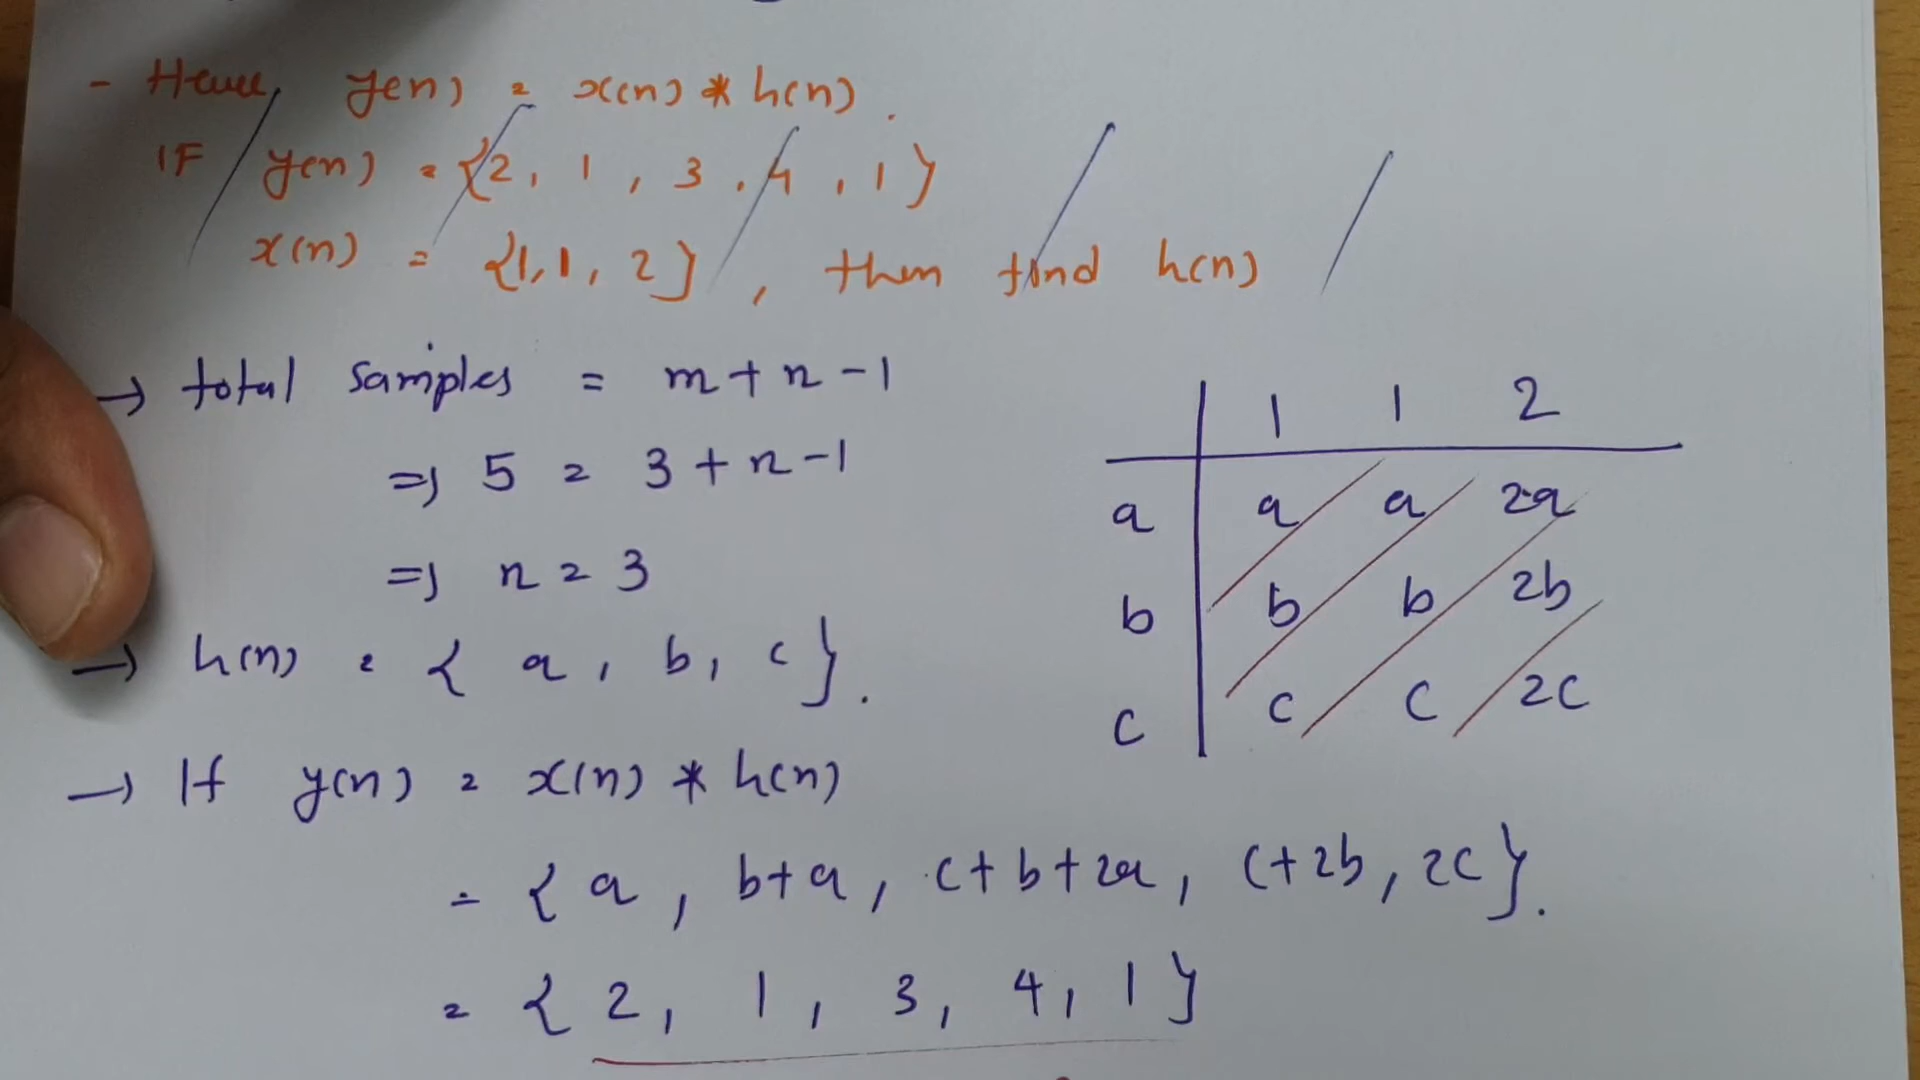 - Hence, y(n) = x(n) * h(n).
IF y(n) = {2, 1, 3, 4, 1}
x(n) = {1, 1, 2}, then find h(n)
→ total samples = m + n - 1
=> 5 = 3 + n - 1
=> n = 3
→ h(n) = { a, b, c }.
→ If y(n) = x(n) * h(n)
= { a, b+a, c+b+2a, c+2b, 2c }.
= { 2, 1, 3, 4, 1 }
1 1 2
a a a 2a
b b b 2b
c c c 2c